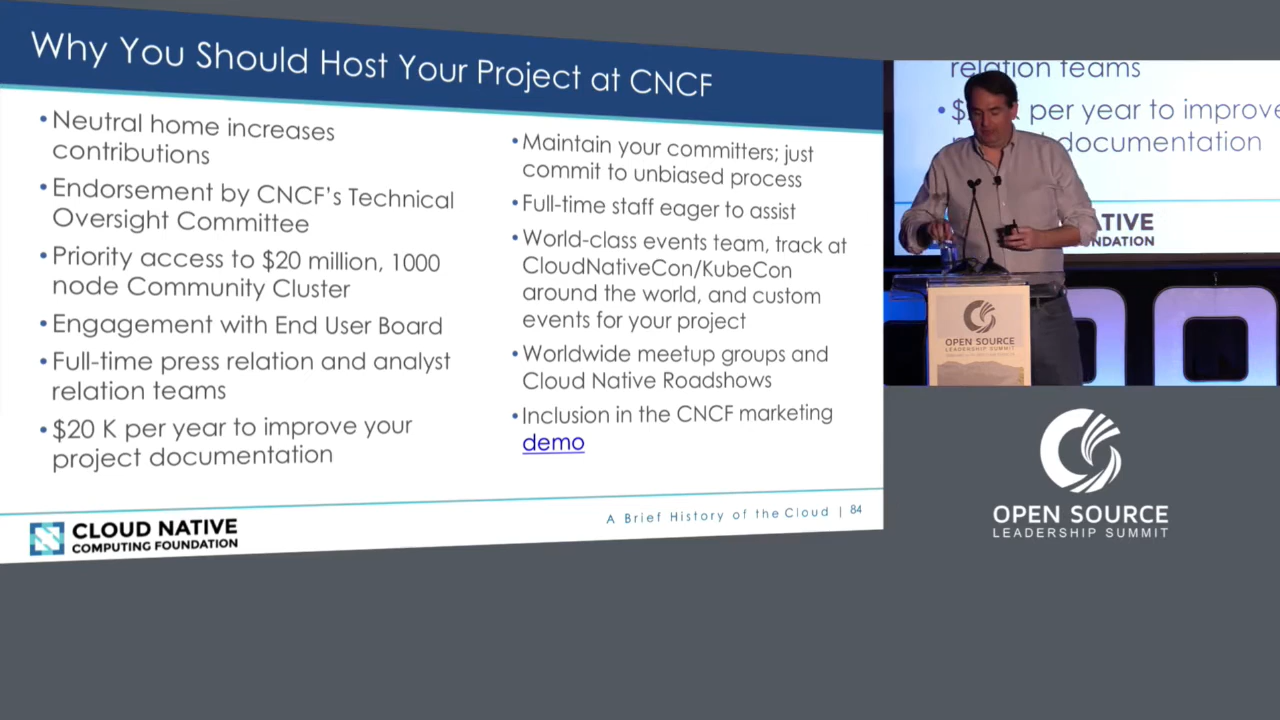 Why You Should Host Your Project at CNCF
•Neutral home increases
contributions
•Endorsement by CNCF's Technical
Oversight Committee
•Priority access to $20 million, 1000
node Community Cluster
•Engagement with End User Board
•Full-time press relation and analyst
relation teams
•$20 K per year to improve your
project documentation
•Maintain your committers; just
commit to unbiased process
•Full-time staff eager to assist
•World-class events team, track at
CloudNativeCon/KubeCon
around the world, and custom
events for your project
•Worldwide meetup groups and
Cloud Native Roadshows
•Inclusion in the CNCF marketing
demo
CLOUD NATIVE
COMPUTING FOUNDATION
A Brief History of the Cloud | 84
relation teams
per year to improve
documentation
OPEN SOURCE
LEADERSHIP SUMMIT
OPEN SOURCE
LEADERSHIP SUMMIT